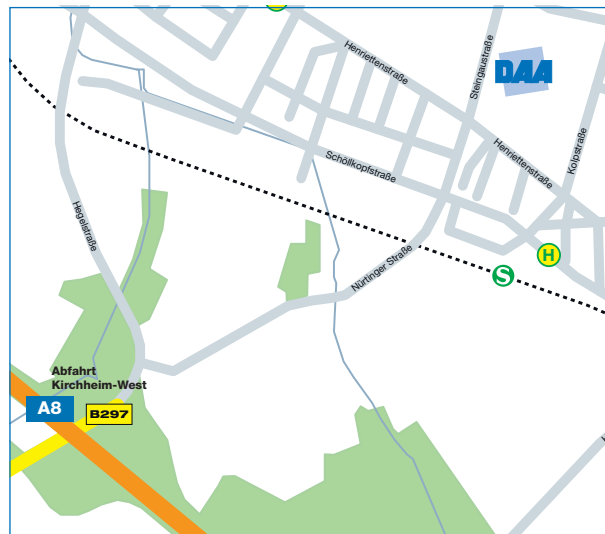 Henriettenstraße
Steingaustraße
DAA
Schöllkopfstraße
Henriettenstraße
Kolpstraße
Hegelstraße
Nürtinger Straße
H
S
Abfahrt
Kirchheim-West
A8
B297